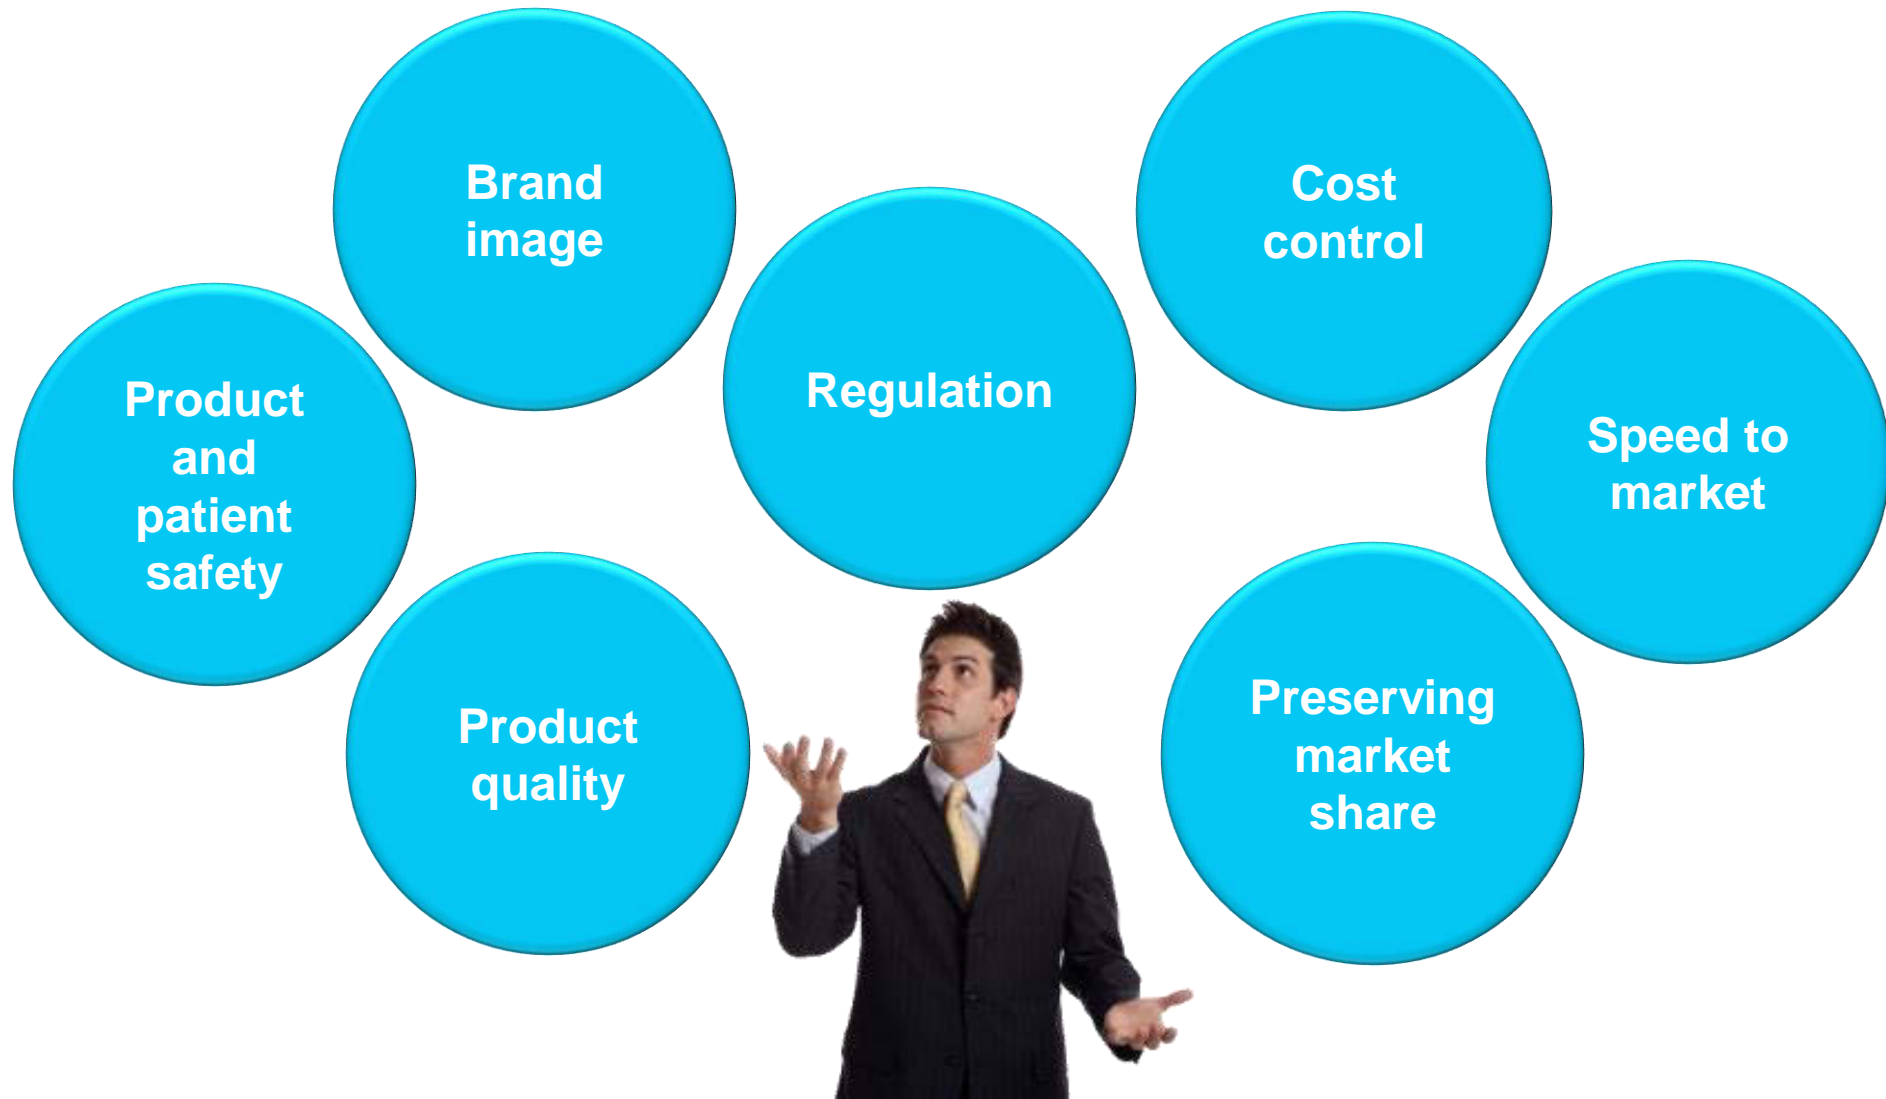 Brand
image
Cost
control
Regulation
Product
and
patient
safety
Speed to
market
Product
quality
Preserving
market
share